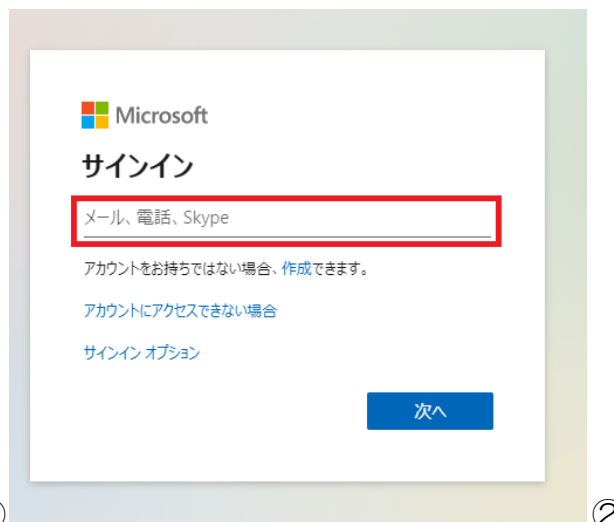 Microsoft
サインイン
メール、電話、Skype
アカウントをお持ちではない場合、作成できます。
アカウントにアクセスできない場合
サインイン オプション
次へ
②